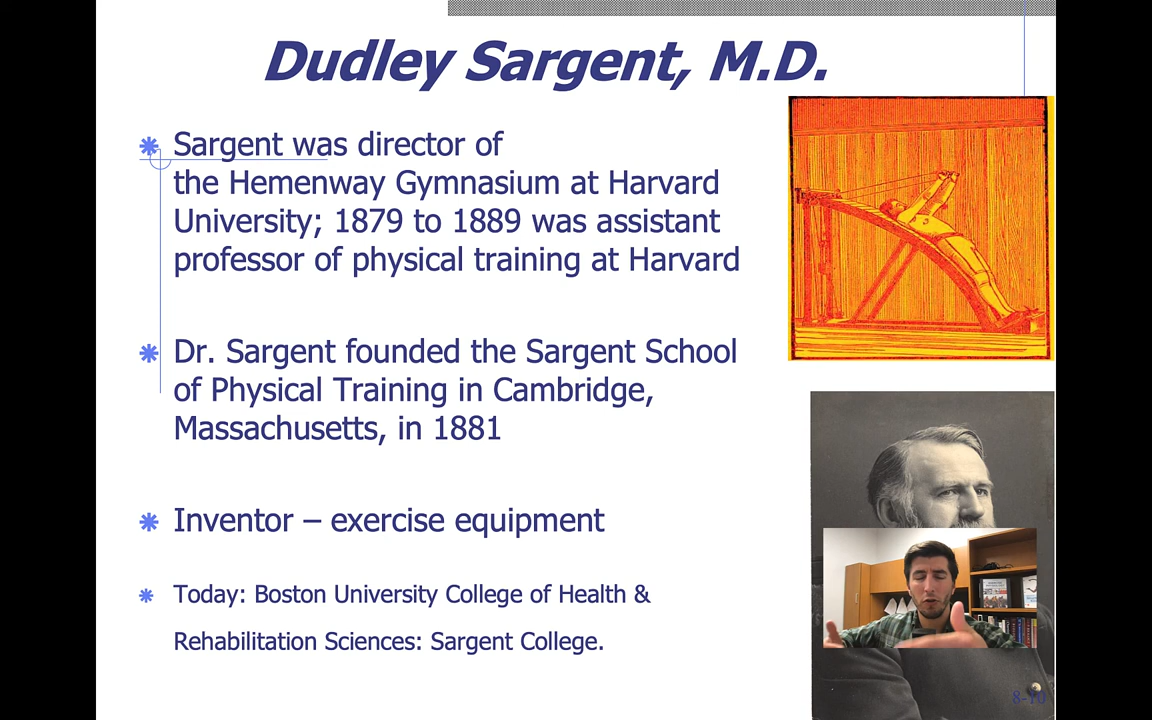 Dudley Sargent, M.D.
Sargent was director of
the Hemenway Gymnasium at Harvard
University; 1879 to 1889 was assistant
professor of physical training at Harvard
Dr. Sargent founded the Sargent School
of Physical Training in Cambridge,
Massachusetts, in 1881
Inventor – exercise equipment
Today: Boston University College of Health &
Rehabilitation Sciences: Sargent College.
8-10